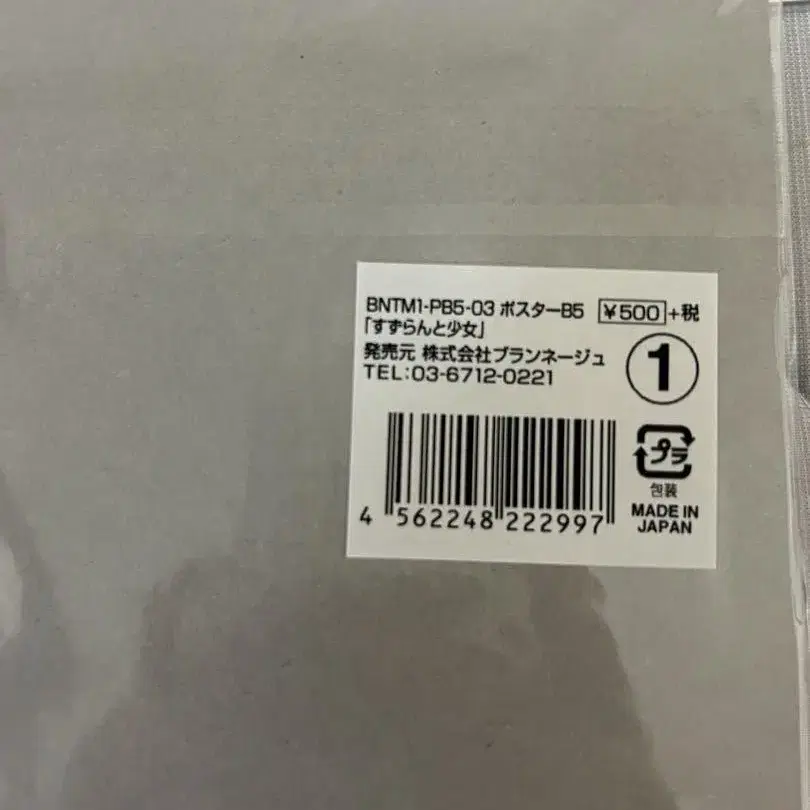 BNTM1-PB5-03 ポスターB5 ¥500+税
「すずらんと少女」
発売元 株式会社ブランネージュ
TEL:03-6712-0221
1
プラ
包装
MADE IN
JAPAN
4 562248 222997